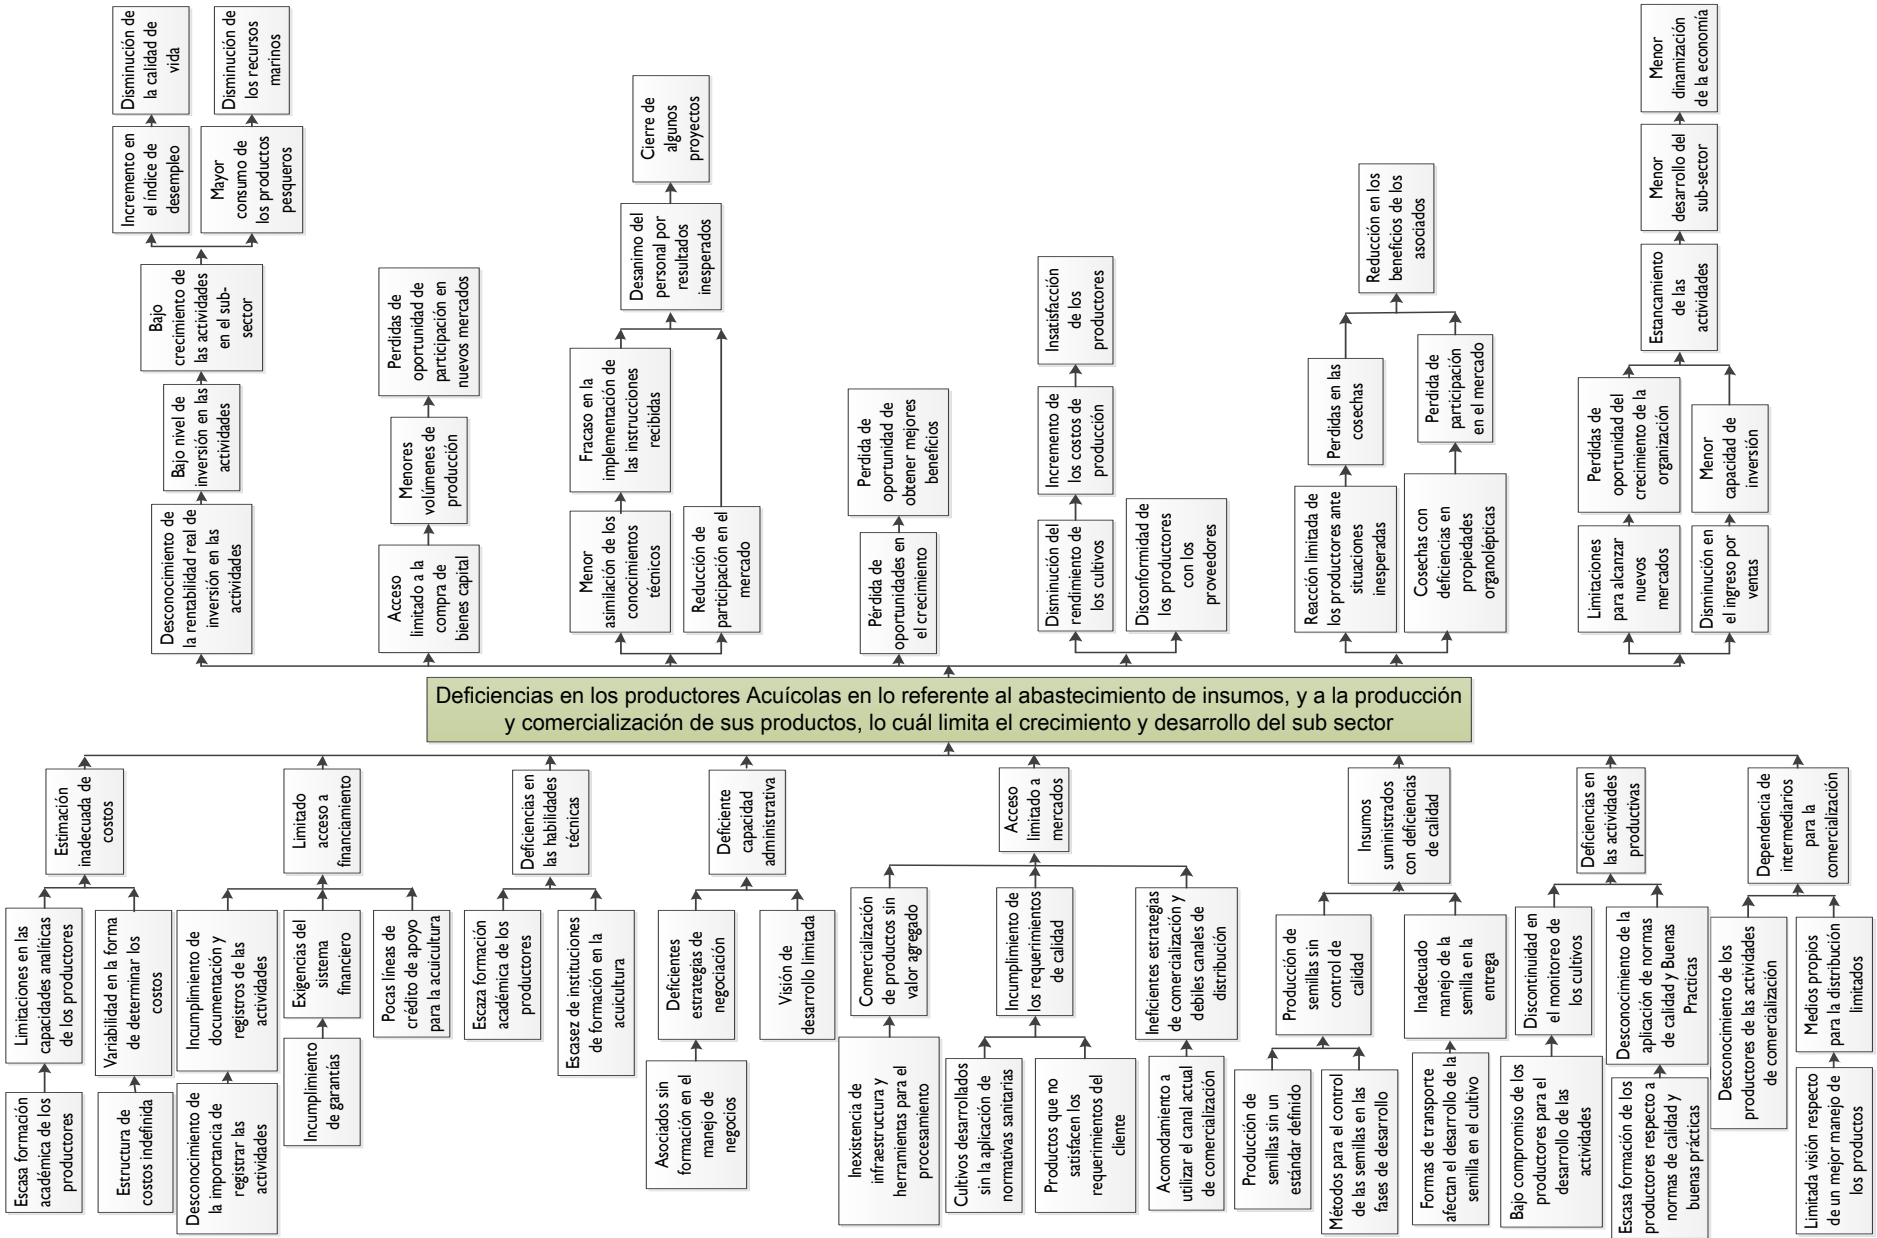 Disminución de
la calidad de
vida
Disminución de
los recursos
marinos
Incremento en
el índice de
desempleo
Mayor
consumo de
los productos
pesqueros
Bajo
crecimiento de
las actividades
en el sub-
sector
Bajo nivel de
inversión en las
actividades
Desconocimiento de
la rentabilidad real de
inversión en las
actividades
Perdidas de
oportunidad de
participación en
nuevos mercados
Menores
volúmenes de
producción
Acceso
limitado a la
compra de
bienes capital
Cierre de
algunos
proyectos
Desanimo del
personal por
resultados
inesperados
Fracaso en la
implementación de
las instrucciones
recibidas
Menor
asimilación de los
conocimientos
técnicos
Reducción de
participación en el
mercado
Perdida de
oportunidad de
obtener mejores
beneficios
Pérdida de
oportunidades en
el crecimiento
Insatisfacción
de los
productores
Incremento de
los costos de
producción
Disminución del
rendimiento de
los cultivos
Disconformidad de
los productores
con los
proveedores
Reducción en los
beneficios de los
asociados
Perdidas en las
cosechas
Perdida de
participación
en el mercado
Reacción limitada de
los productores ante
situaciones
inesperadas
Cosechas con
deficiencias en
propiedades
organolépticas
Menor
dinamización
de la economía
Menor
desarrollo del
sub-sector
Estancamiento
de las
actividades
Perdidas de
oportunidad del
crecimiento de la
organización
Menor
capacidad de
inversión
Limitaciones
para alcanzar
nuevos
mercados
Disminución en
el ingreso por
ventas
Deficiencias en los productores Acuícolas en lo referente al abastecimiento de insumos, y a la producción
y comercialización de sus productos, lo cuál limita el crecimiento y desarrollo del sub sector
Estimación
inadecuada de
costos
Limitaciones en las
capacidades analíticas
de los productores
Variabilidad en la forma
de determinar los
costos
Escasa formación
académica de los
productores
Estructura de
costos indefinida
Limitado
acceso a
financiamiento
Incumplimiento de
documentación y
registros de las
actividades
Exigencias del
sistema
financiero
Pocas líneas de
crédito de apoyo
para la acuicultura
Desconocimiento de
la importancia de
registrar las
actividades
Incumplimiento
de garantías
Deficiencias en
las habilidades
técnicas
Escaza formación
académica de los
productores
Escasez de instituciones
de formación en la
acuicultura
Deficiente
capacidad
administrativa
Deficientes
estrategias de
negociación
Visión de
desarrollo limitada
Asociados sin
formación en el
manejo de
negocios
Acceso
limitado a
mercados
Comercialización
de productos sin
valor agregado
Incumplimiento de
los requerimientos
de calidad
Ineficientes estrategias
de comercialización y
debiles canales de
distribución
Inexistencia de
infraestructura y
herramientas para el
procesamiento
Cultivos desarrollados
sin la aplicación de
normativas sanitarias
Productos que no
satisfacen los
requerimientos del
cliente
Acomodamiento a
utilizar el canal actual
de comercialización
Insumos
suministrados
con deficiencias
de calidad
Producción de
semillas sin
control de
calidad
Inadecuado
manejo de la
semilla en la
entrega
Producción de
semillas sin un
estándar definido
Métodos para el control
de las semillas en las
fases de desarrollo
Formas de transporte
afectan el desarrollo de la
semilla en el cultivo
Deficiencias en
las actividades
productivas
Discontinuidad en
el monitoreo de
los cultivos
Desconocimiento de la
aplicación de normas
de calidad y Buenas
Practicas
Bajo compromiso de los
productores para el
desarrollo de las
actividades
Escasa formación de los
productores respecto a
normas de calidad y
buenas prácticas
Dependencia de
intermediarios
para la
comercialización
Desconocimiento de los
productores de las actividades
de comercialización
Medios propios
para la distribución
limitados
Limitada visión respecto
de un mejor manejo de
los productos